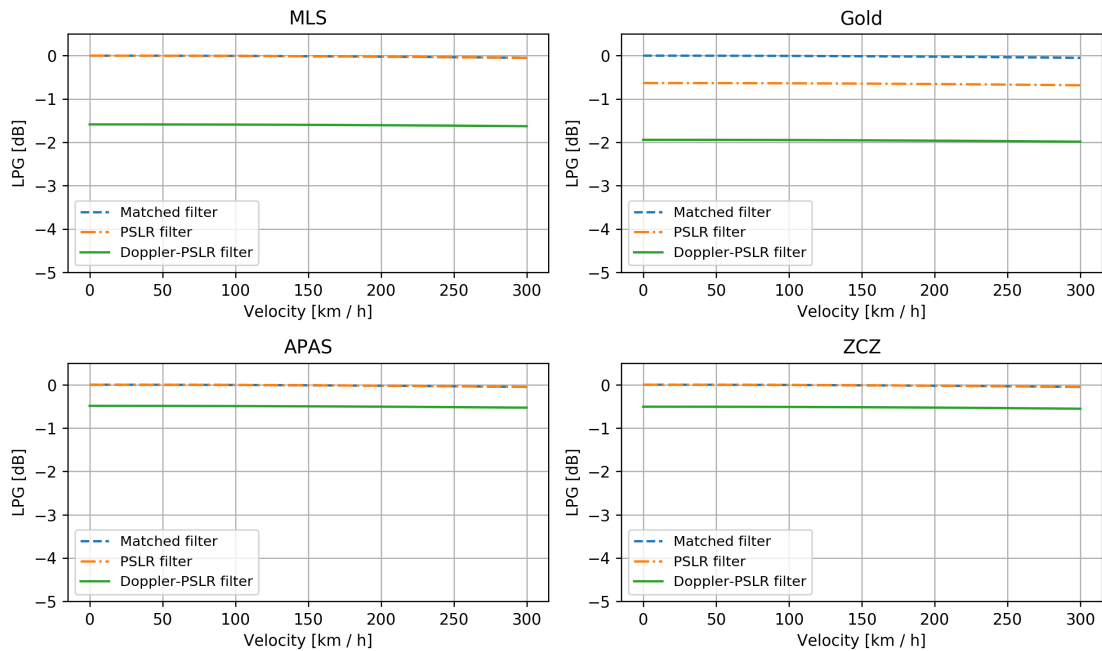 MLS
0
−1
−2
−3
−4
−5
LPG [dB]
Matched filter
PSLR filter
Doppler-PSLR filter
0 50 100 150 200 250 300
Velocity [km / h]
Gold
0
−1
−2
−3
−4
−5
LPG [dB]
Matched filter
PSLR filter
Doppler-PSLR filter
0 50 100 150 200 250 300
Velocity [km / h]
APAS
0
−1
−2
−3
−4
−5
LPG [dB]
Matched filter
PSLR filter
Doppler-PSLR filter
0 50 100 150 200 250 300
Velocity [km / h]
ZCZ
0
−1
−2
−3
−4
−5
LPG [dB]
Matched filter
PSLR filter
Doppler-PSLR filter
0 50 100 150 200 250 300
Velocity [km / h]